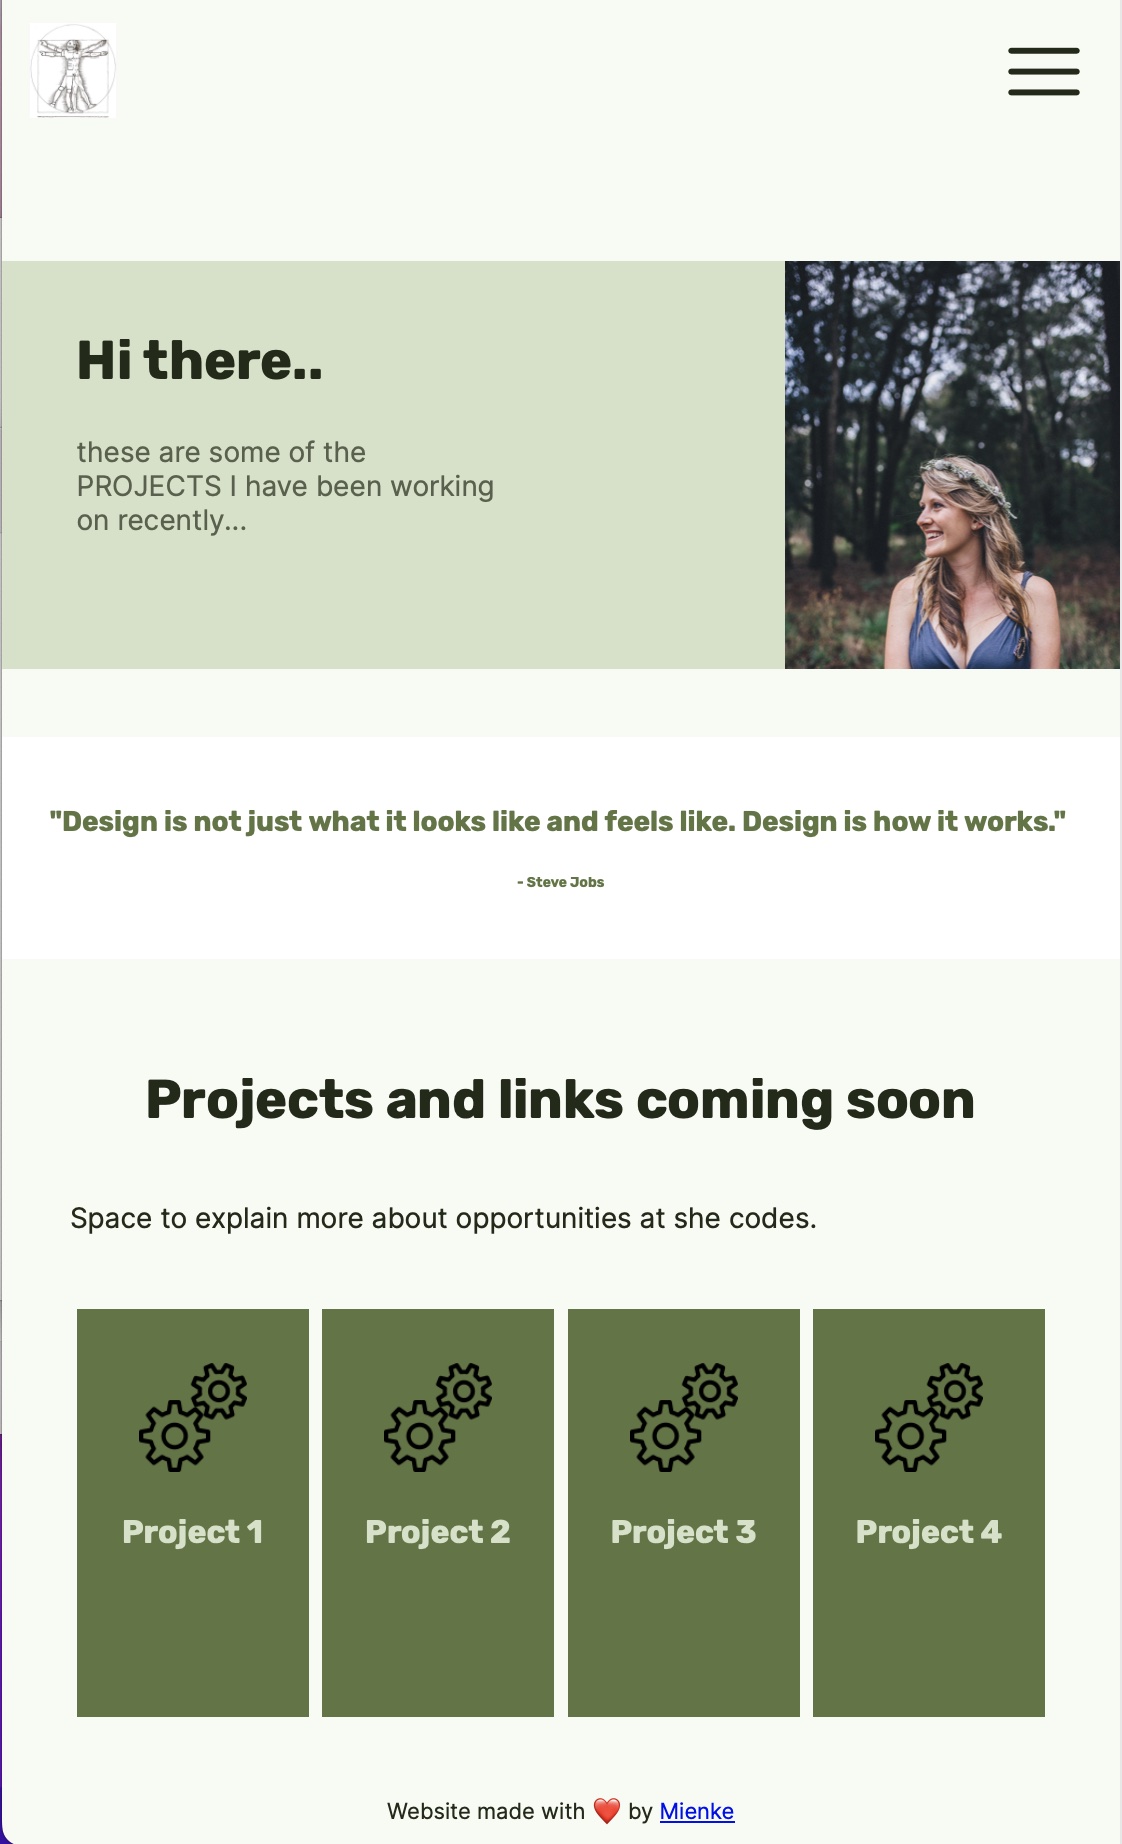 Hi there..
these are some of the
PROJECTS I have been working
on recently...
"Design is not just what it looks like and feels like. Design is how it works."
- Steve Jobs
Projects and links coming soon
Space to explain more about opportunities at she codes.
Project 1
Project 2
Project 3
Project 4
Website made with ❤️ by Mienke